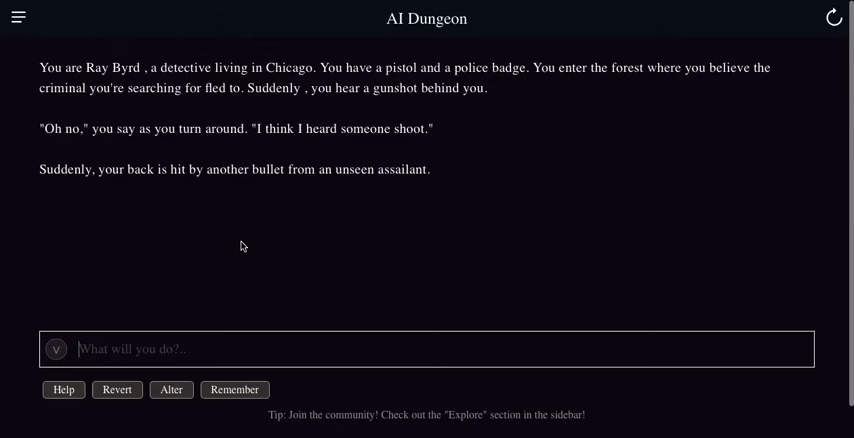 AI Dungeon
You are Ray Byrd , a detective living in Chicago. You have a pistol and a police badge. You enter the forest where you believe the
criminal you're searching for fled to. Suddenly , you hear a gunshot behind you.
"Oh no," you say as you turn around. "I think I heard someone shoot."
Suddenly, your back is hit by another bullet from an unseen assailant.
V
What will you do?..
Help Revert Alter Remember
Tip: Join the community! Check out the "Explore" section in the sidebar!